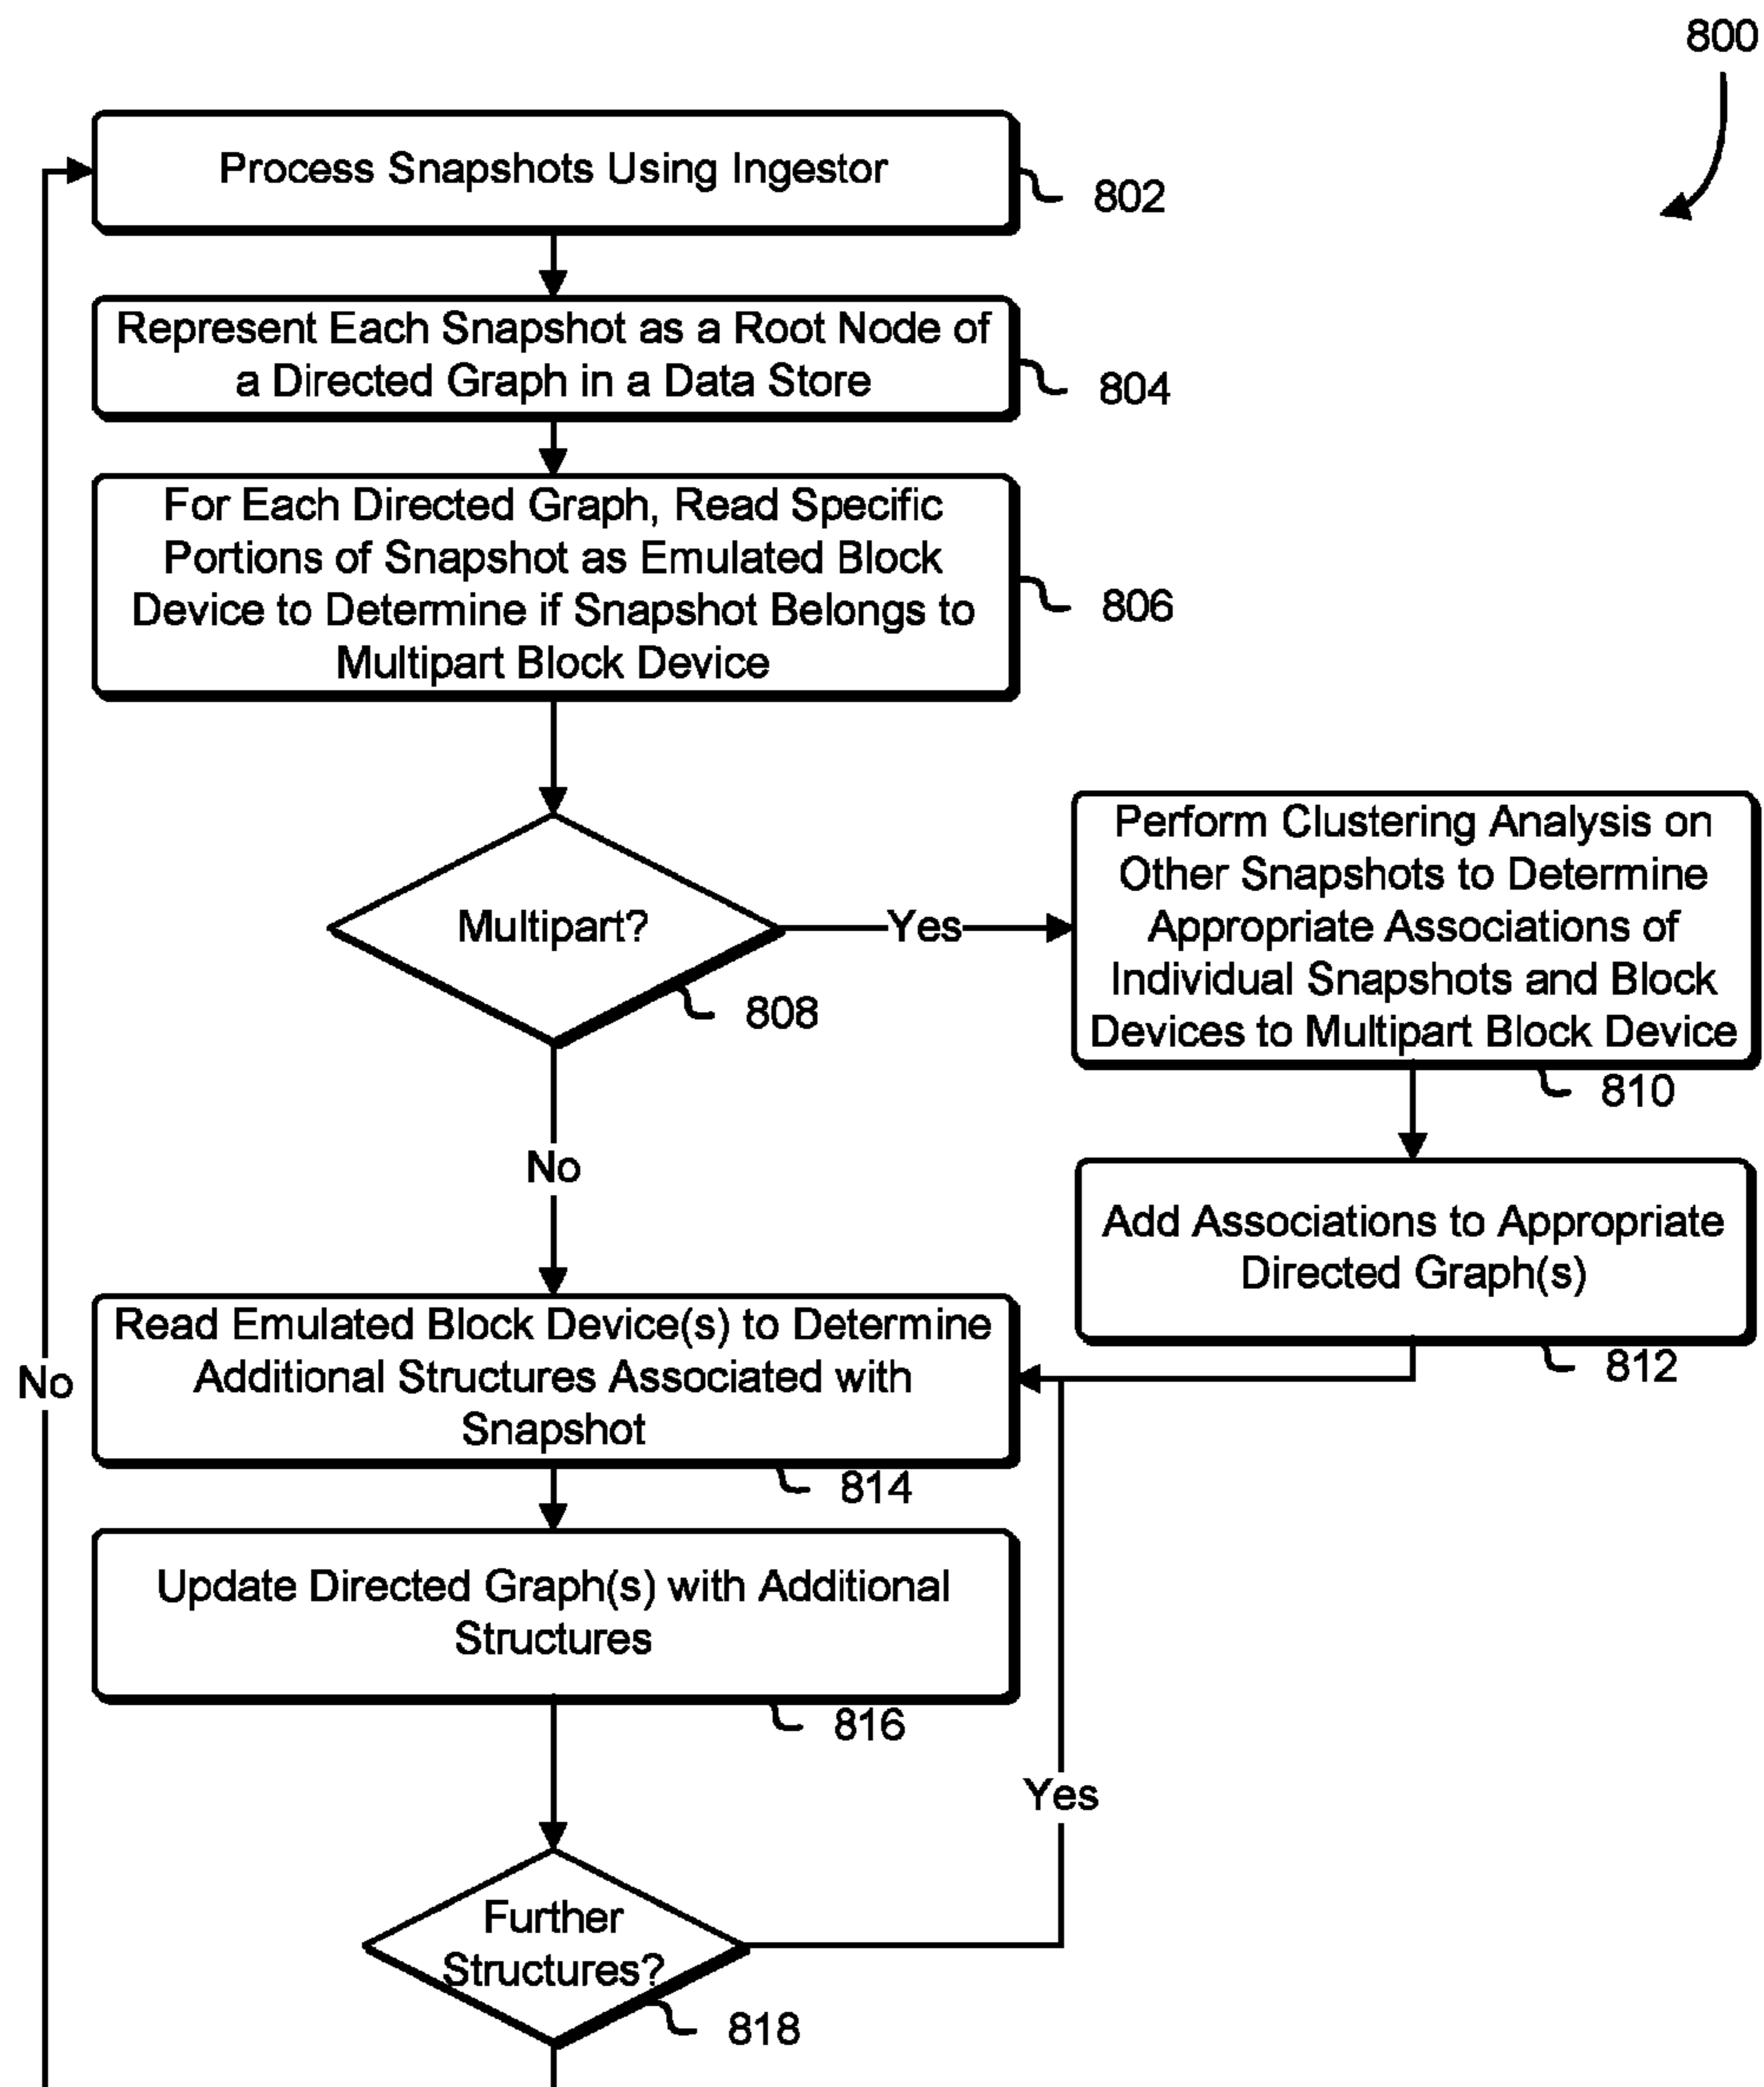 800
Process Snapshots Using Ingestor
802
Represent Each Snapshot as a Root Node of
a Directed Graph in a Data Store
804
For Each Directed Graph, Read Specific
Portions of Snapshot as Emulated Block
Device to Determine if Snapshot Belongs to
Multipart Block Device
806
Multipart?
808
Yes
Perform Clustering Analysis on
Other Snapshots to Determine
Appropriate Associations of
Individual Snapshots and Block
Devices to Multipart Block Device
810
No
Add Associations to Appropriate
Directed Graph(s)
812
Read Emulated Block Device(s) to Determine
Additional Structures Associated with
Snapshot
814
No
Update Directed Graph(s) with Additional
Structures
816
Yes
Further
Structures?
818